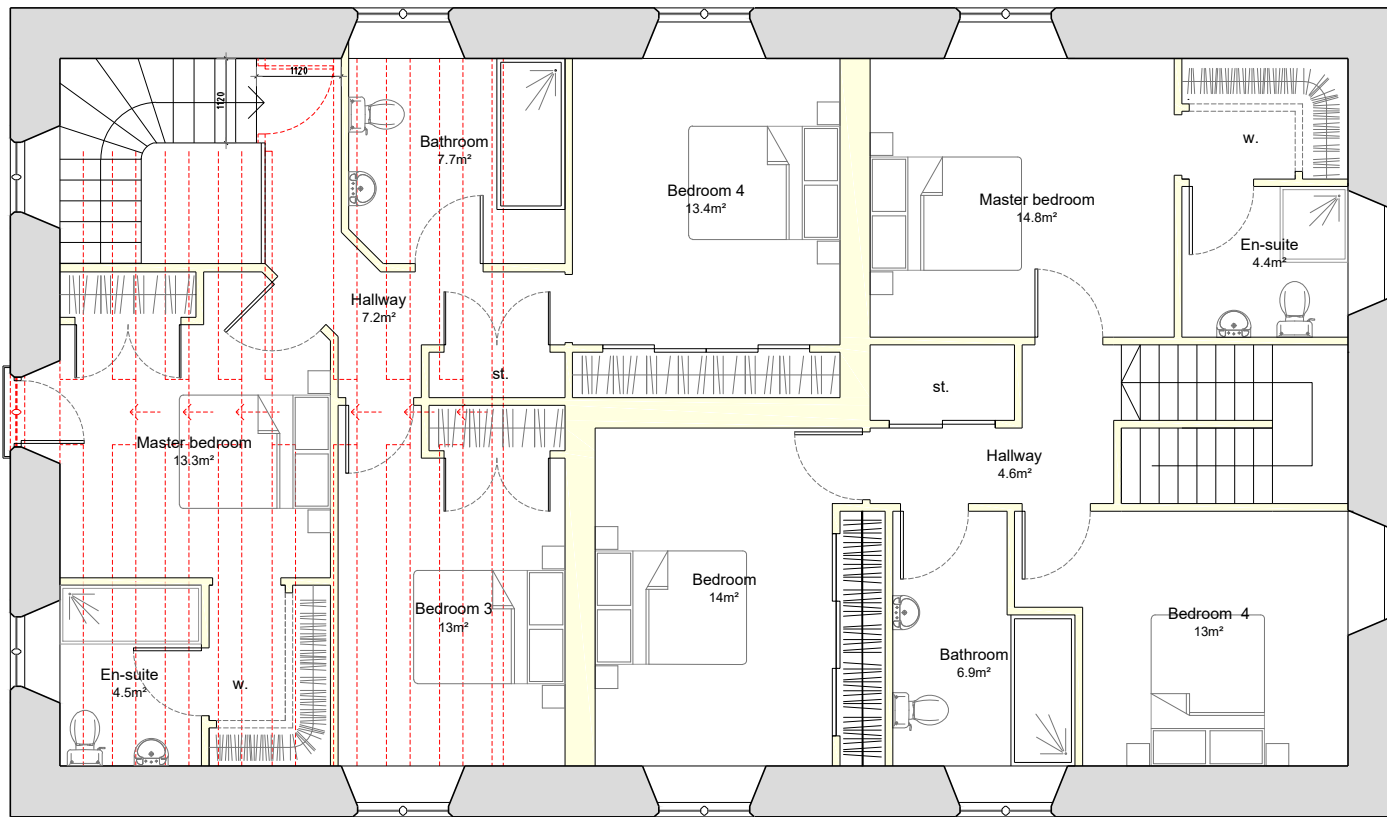 1120
1120
Bathroom
7.7m²
Bedroom 4
13.4m²
Master bedroom
14.8m²
w.
En-suite
4.4m²
Hallway
7.2m²
st.
st.
Master bedroom
13.3m²
Hallway
4.6m²
Bedroom 3
13m²
Bedroom
14m²
Bedroom  4
13m²
Bathroom
6.9m²
En-suite
4.5m²
w.